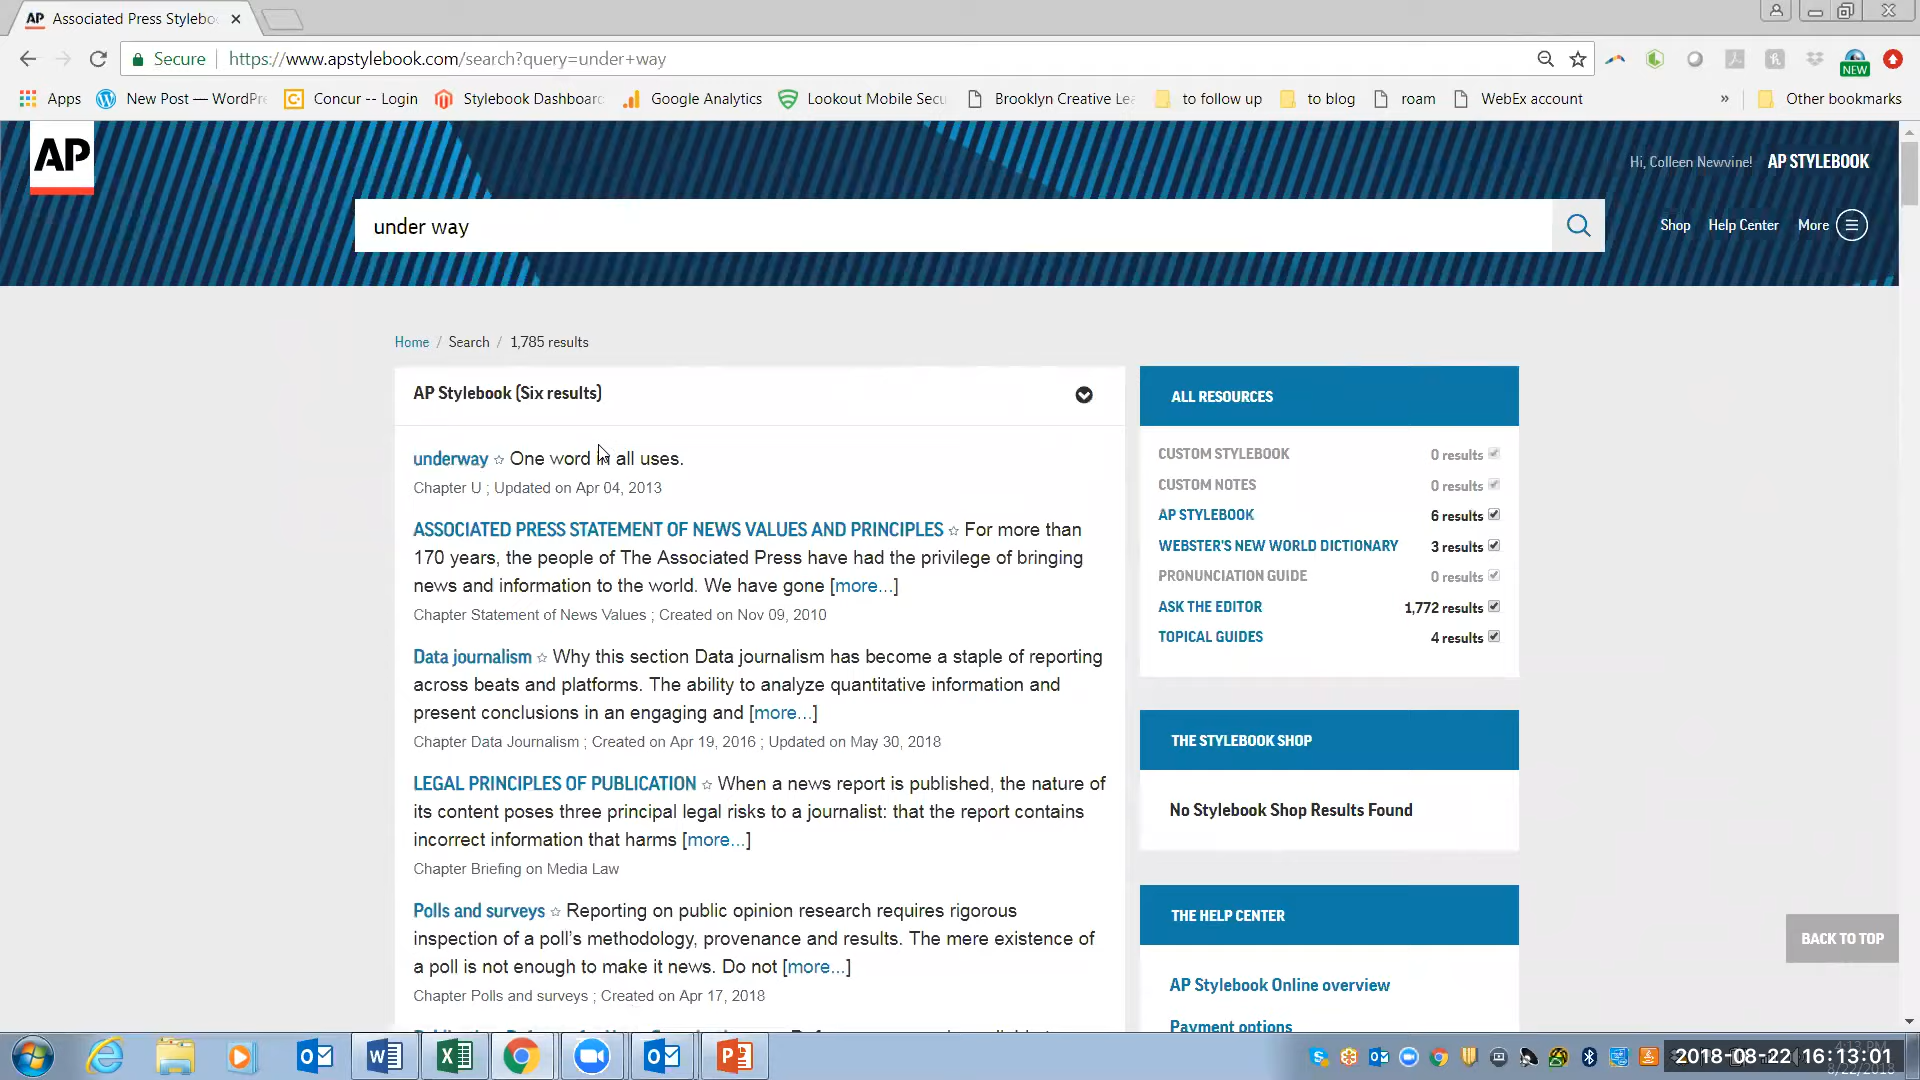 AP Associated Press Stylebo
Secure https://www.apstylebook.com/search?query=under+way
NEW
Apps New Post — WordPre Concur -- Login Stylebook Dashboard Google Analytics Lookout Mobile Secu Brooklyn Creative Lea to follow up to blog roam WebEx account » Other bookmarks
AP
Hi, Colleen Newvine! AP STYLEBOOK
under way
Shop Help Center More
Home / Search / 1,785 results
AP Stylebook (Six results)
underway One word in all uses.
Chapter U ; Updated on Apr 04, 2013
ASSOCIATED PRESS STATEMENT OF NEWS VALUES AND PRINCIPLES For more than
170 years, the people of The Associated Press have had the privilege of bringing
news and information to the world. We have gone [more...]
Chapter Statement of News Values ; Created on Nov 09, 2010
Data journalism Why this section Data journalism has become a staple of reporting
across beats and platforms. The ability to analyze quantitative information and
present conclusions in an engaging and [more...]
Chapter Data Journalism ; Created on Apr 19, 2016 ; Updated on May 30, 2018
LEGAL PRINCIPLES OF PUBLICATION When a news report is published, the nature of
its content poses three principal legal risks to a journalist: that the report contains
incorrect information that harms [more...]
Chapter Briefing on Media Law
Polls and surveys Reporting on public opinion research requires rigorous
inspection of a poll's methodology, provenance and results. The mere existence of
a poll is not enough to make it news. Do not [more...]
Chapter Polls and surveys ; Created on Apr 17, 2018
ALL RESOURCES
CUSTOM STYLEBOOK 0 results
CUSTOM NOTES 0 results
AP STYLEBOOK 6 results
WEBSTER'S NEW WORLD DICTIONARY 3 results
PRONUNCIATION GUIDE 0 results
ASK THE EDITOR 1,772 results
TOPICAL GUIDES 4 results
THE STYLEBOOK SHOP
No Stylebook Shop Results Found
THE HELP CENTER
AP Stylebook Online overview
Payment options
BACK TO TOP
2018-08-22 16:13:01